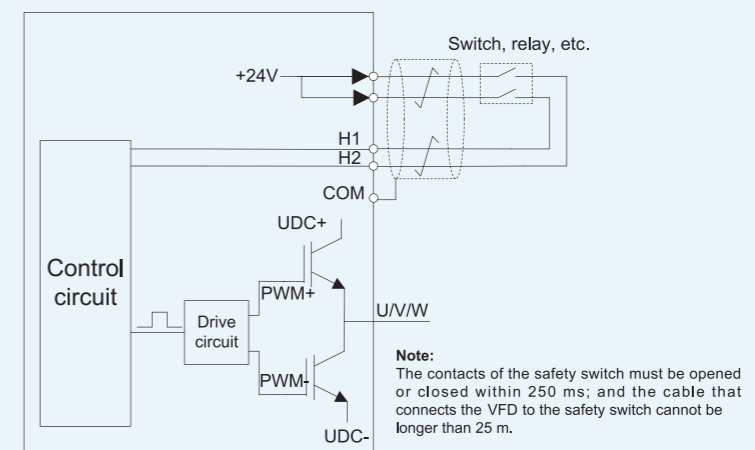 Switch, relay, etc.
+24V
H1
H2
COM
UDC+
Control
circuit
PWM+
U/V/W
Drive
circuit
PWM-
UDC-
Note:
The contacts of the safety switch must be opened
or closed within 250 ms; and the cable that
connects the VFD to the safety switch cannot be
longer than 25 m.